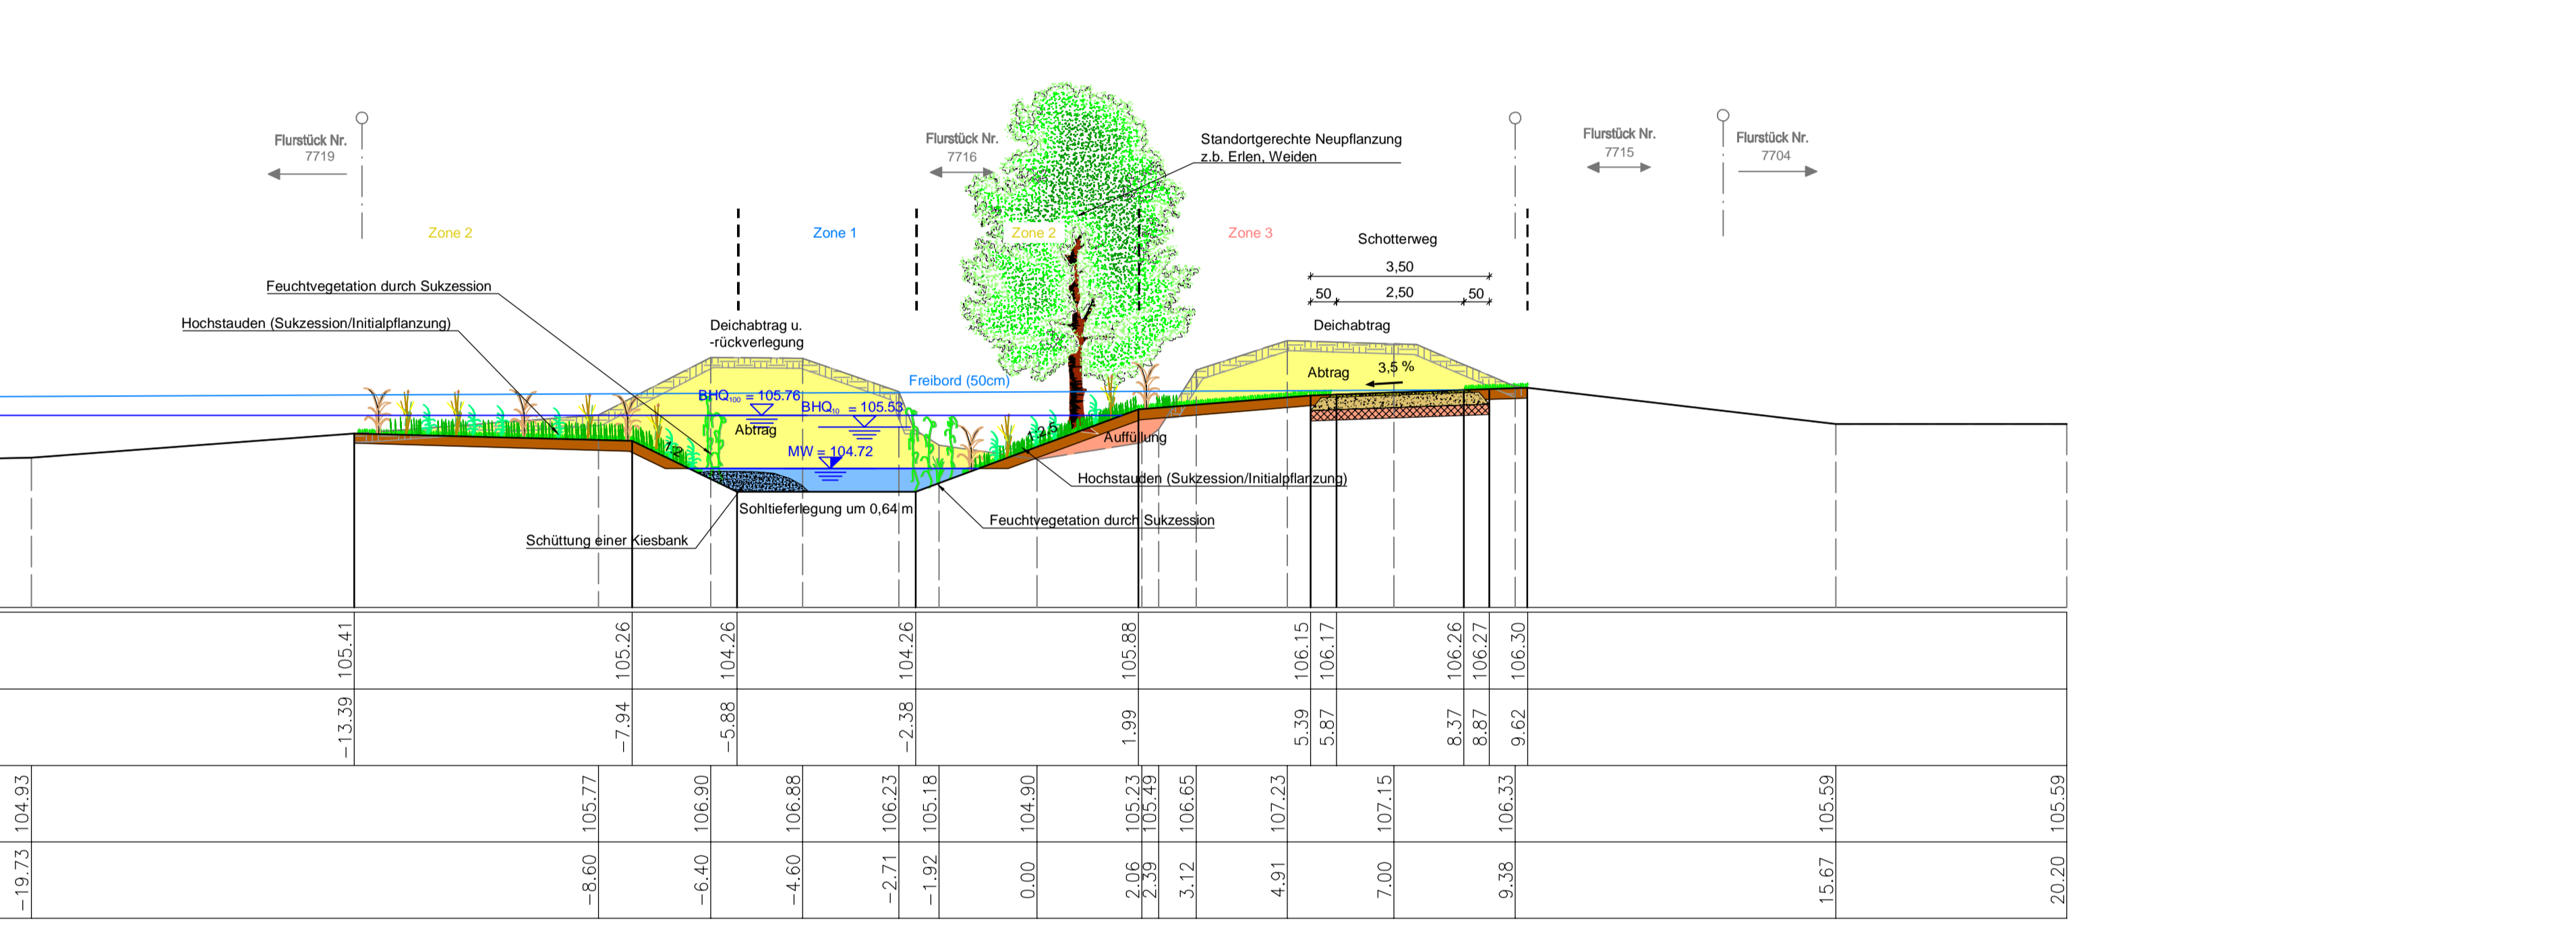 Flurstück Nr.
7719
Flurstück Nr.
7716
Standortgerechte Neupflanzung
z.b. Erlen, Weiden
Flurstück Nr.
7715
Flurstück Nr.
7704
Zone 2
Zone 1
Zone 2
Zone 3
Schotterweg
3,50
50
2,50
50
Feuchtvegetation durch Sukzession
Hochstauden (Sukzession/Initialpflanzung)
Deichabtrag u.
-rückverlegung
Deichabtrag
Abtrag
3,5 %
Freibord (50cm)
BHQ100 = 105.76
BHQ10 = 105.53
Abtrag
1:2
1:2,5
Auffüllung
MW = 104.72
Hochstauden (Sukzession/Initialpflanzung)
Sohltieferlegung um 0,64 m
Feuchtvegetation durch Sukzession
Schüttung einer Kiesbank
105.41
105.26
104.26
104.26
105.88
106.15
106.17
106.26
106.27
106.30
-13.39
-7.94
-5.88
-2.38
1.99
5.39
5.87
8.37
8.87
9.62
104.93
105.77
106.90
106.88
106.23
105.18
104.90
105.23
105.49
106.65
107.23
107.15
106.33
105.59
105.59
-19.73
-8.60
-6.40
-4.60
-2.71
-1.92
0.00
2.06
2.39
3.12
4.91
7.00
9.38
15.67
20.20